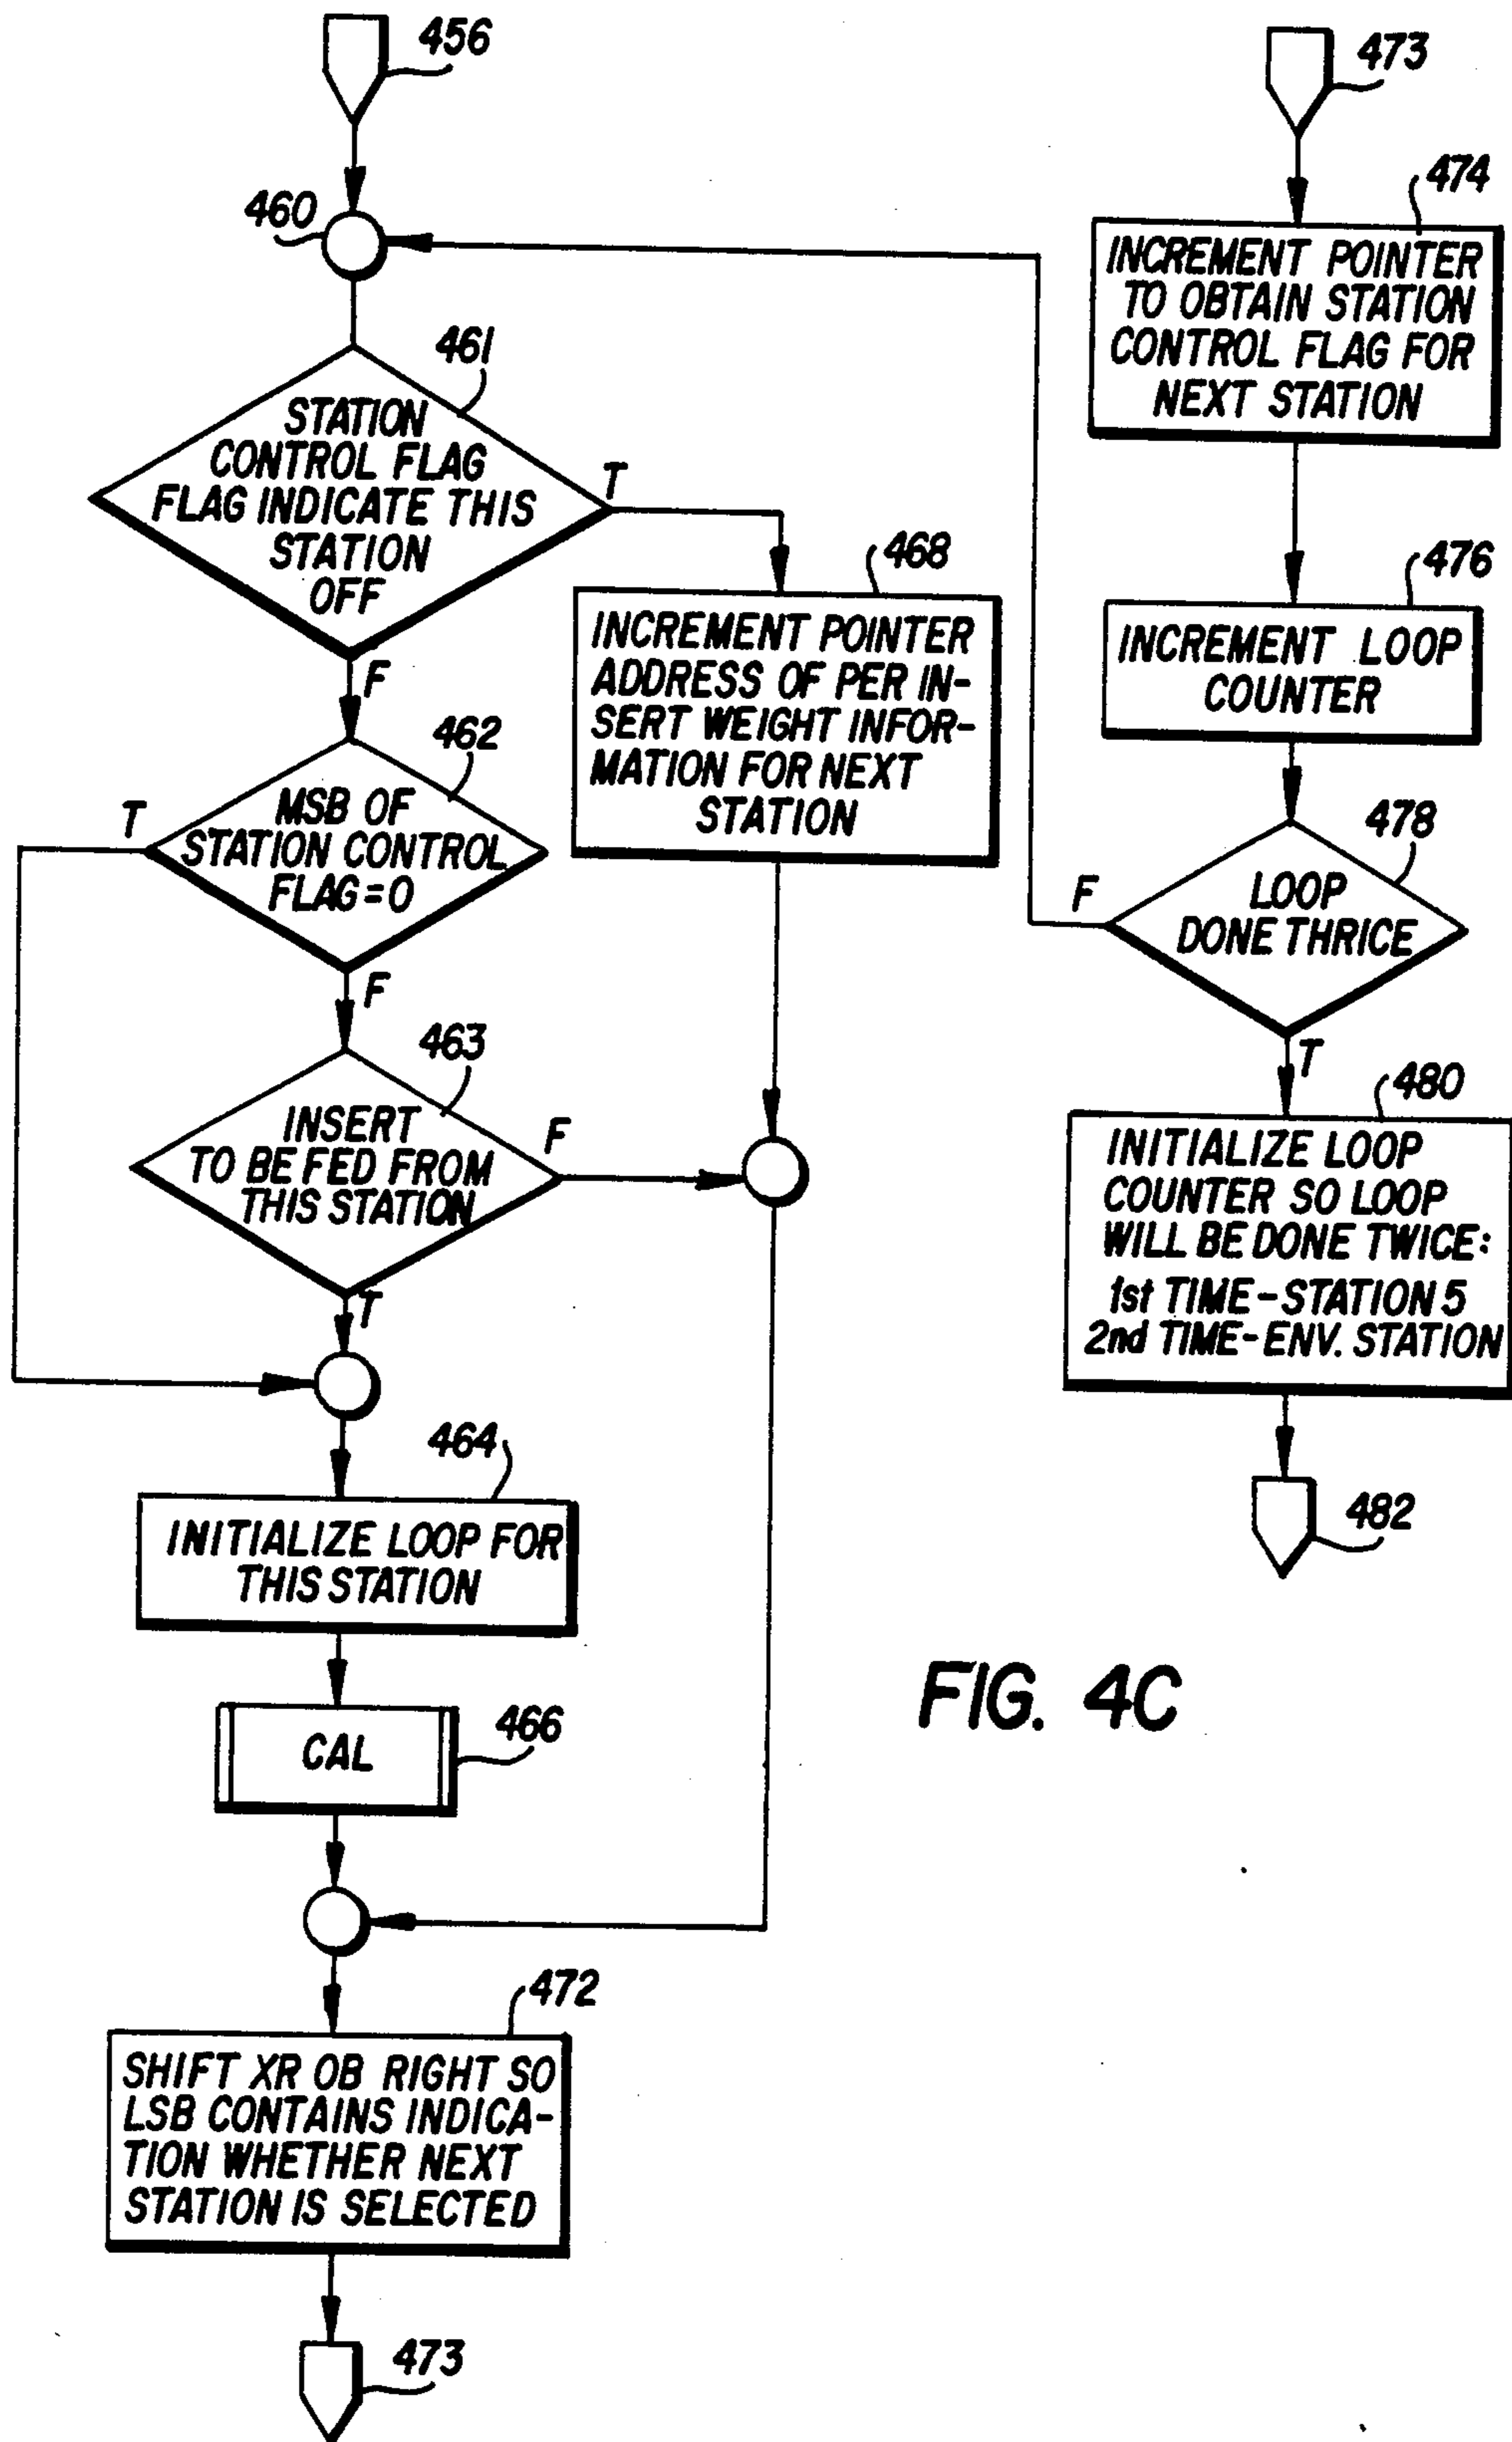 456
460
461
STATION
CONTROL FLAG
FLAG INDICATE THIS
STATION
OFF
T
F
468
INCREMENT POINTER
ADDRESS OF PER IN-
SERT WEIGHT INFOR-
MATION FOR NEXT
STATION
462
MSB OF
STATION CONTROL
FLAG=0
T
F
463
INSERT
TO BE FED FROM
THIS STATION
F
T
464
INITIALIZE LOOP FOR
THIS STATION
CAL
466
472
SHIFT XR OB RIGHT SO
LSB CONTAINS INDICA-
TION WHETHER NEXT
STATION IS SELECTED
473
473
474
INCREMENT POINTER
TO OBTAIN STATION
CONTROL FLAG FOR
NEXT STATION
476
INCREMENT LOOP
COUNTER
478
LOOP
DONE THRICE
F
T
480
INITIALIZE LOOP
COUNTER SO LOOP
WILL BE DONE TWICE:
1st TIME-STATION 5
2nd TIME-ENV. STATION
482
FIG. 4C